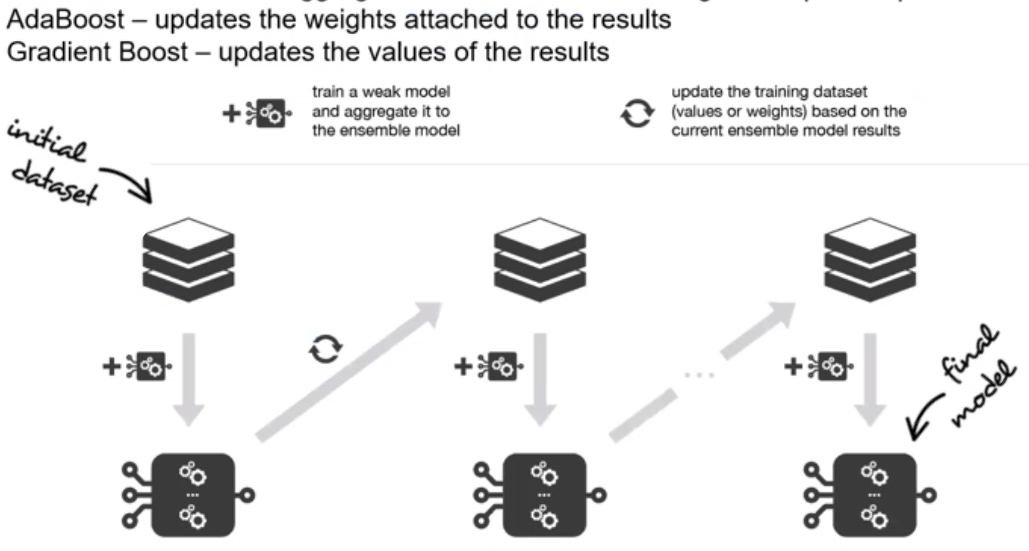 AdaBoost – updates the weights attached to the results
Gradient Boost – updates the values of the results
train a weak model
and aggregate it to
the ensemble model
update the training dataset
(values or weights) based on the
current ensemble model results
initial
dataset
...
final
model
...
...
...